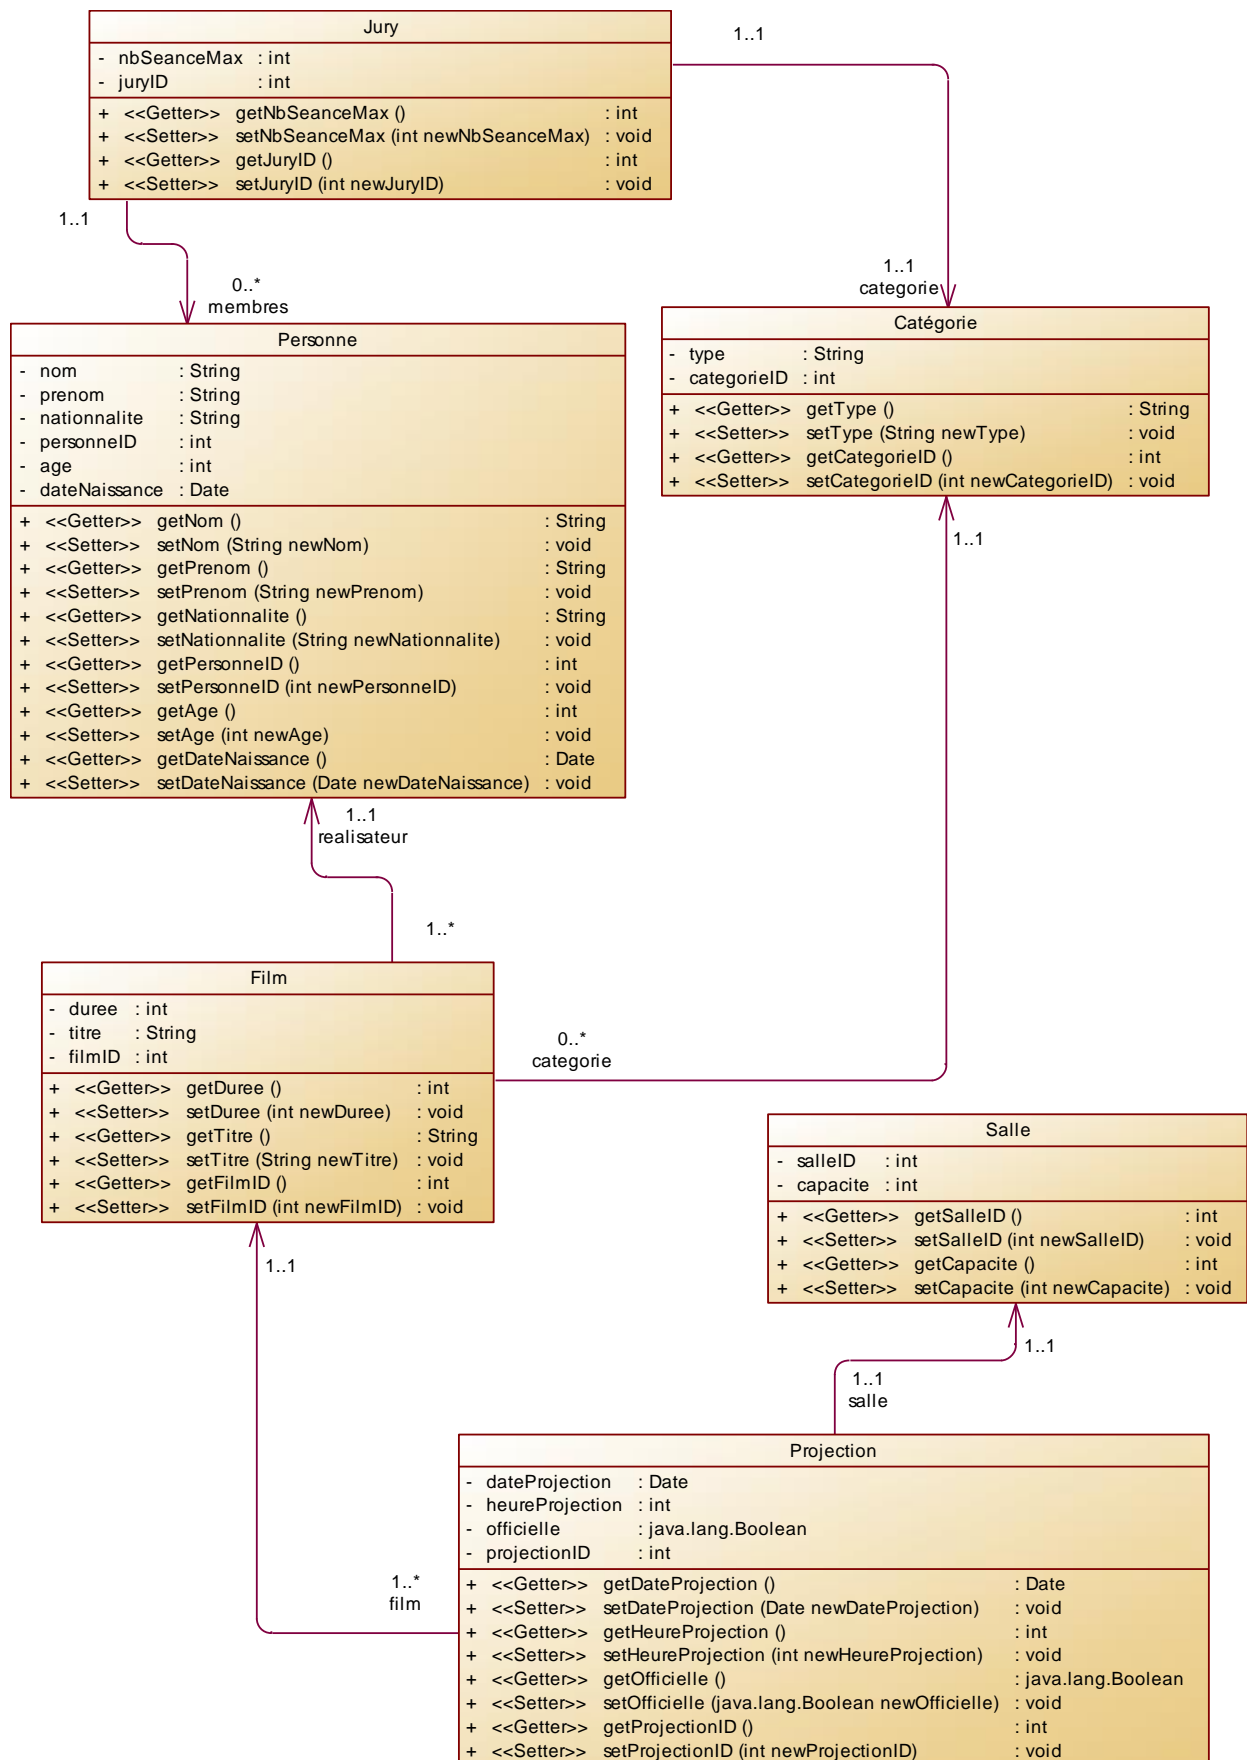 Jury
- nbSeanceMax : int
- juryID : int
+ <<Getter>> getNbSeanceMax () : int
+ <<Setter>> setNbSeanceMax (int newNbSeanceMax) : void
+ <<Getter>> getJuryID () : int
+ <<Setter>> setJuryID (int newJuryID) : void
1..1
1..1
0..*
membres
1..1
categorie
Personne
- nom : String
- prenom : String
- nationnalite : String
- personneID : int
- age : int
- dateNaissance : Date
+ <<Getter>> getNom () : String
+ <<Setter>> setNom (String newNom) : void
+ <<Getter>> getPrenom () : String
+ <<Setter>> setPrenom (String newPrenom) : void
+ <<Getter>> getNationnalite () : String
+ <<Setter>> setNationnalite (String newNationnalite) : void
+ <<Getter>> getPersonneID () : int
+ <<Setter>> setPersonneID (int newPersonneID) : void
+ <<Getter>> getAge () : int
+ <<Setter>> setAge (int newAge) : void
+ <<Getter>> getDateNaissance () : Date
+ <<Setter>> setDateNaissance (Date newDateNaissance) : void
Catégorie
- type : String
- categorieID : int
+ <<Getter>> getType () : String
+ <<Setter>> setType (String newType) : void
+ <<Getter>> getCategorieID () : int
+ <<Setter>> setCategorieID (int newCategorieID) : void
1..1
1..1
realisateur
1..*
Film
- duree : int
- titre : String
- filmID : int
+ <<Getter>> getDuree () : int
+ <<Setter>> setDuree (int newDuree) : void
+ <<Getter>> getTitre () : String
+ <<Setter>> setTitre (String newTitre) : void
+ <<Getter>> getFilmID () : int
+ <<Setter>> setFilmID (int newFilmID) : void
0..*
categorie
Salle
- salleID : int
- capacite : int
+ <<Getter>> getSalleID () : int
+ <<Setter>> setSalleID (int newSalleID) : void
+ <<Getter>> getCapacite () : int
+ <<Setter>> setCapacite (int newCapacite) : void
1..1
1..1
1..1
salle
Projection
- dateProjection : Date
- heureProjection : int
- officielle : java.lang.Boolean
- projectionID : int
+ <<Getter>> getDateProjection () : Date
+ <<Setter>> setDateProjection (Date newDateProjection) : void
+ <<Getter>> getHeureProjection () : int
+ <<Setter>> setHeureProjection (int newHeureProjection) : void
+ <<Getter>> getOfficielle () : java.lang.Boolean
+ <<Setter>> setOfficielle (java.lang.Boolean newOfficielle) : void
+ <<Getter>> getProjectionID () : int
+ <<Setter>> setProjectionID (int newProjectionID) : void
1..*
film